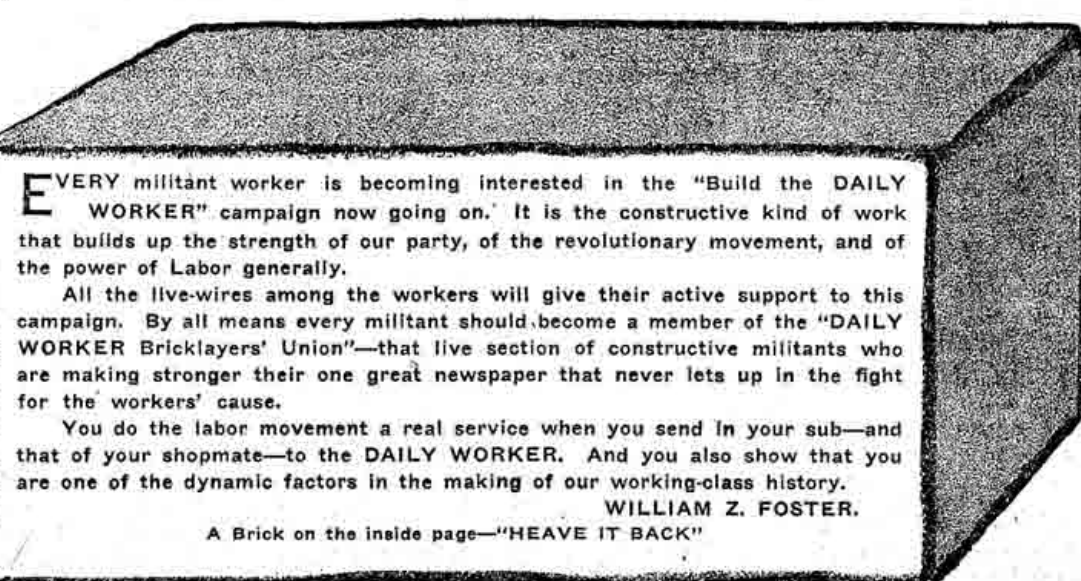 EVERY militant worker is becoming interested in the "Build the DAILY
WORKER" campaign now going on. It is the constructive kind of work
that builds up the strength of our party, of the revolutionary movement, and of
the power of Labor generally.
All the live-wires among the workers will give their active support to this
campaign. By all means every militant should become a member of the "DAILY
WORKER Bricklayers' Union"—that live section of constructive militants who
are making stronger their one great newspaper that never lets up in the fight
for the workers' cause.
You do the labor movement a real service when you send in your sub—and
that of your shopmate—to the DAILY WORKER. And you also show that you
are one of the dynamic factors in the making of our working-class history.
WILLIAM Z. FOSTER.
A Brick on the inside page—"HEAVE IT BACK"